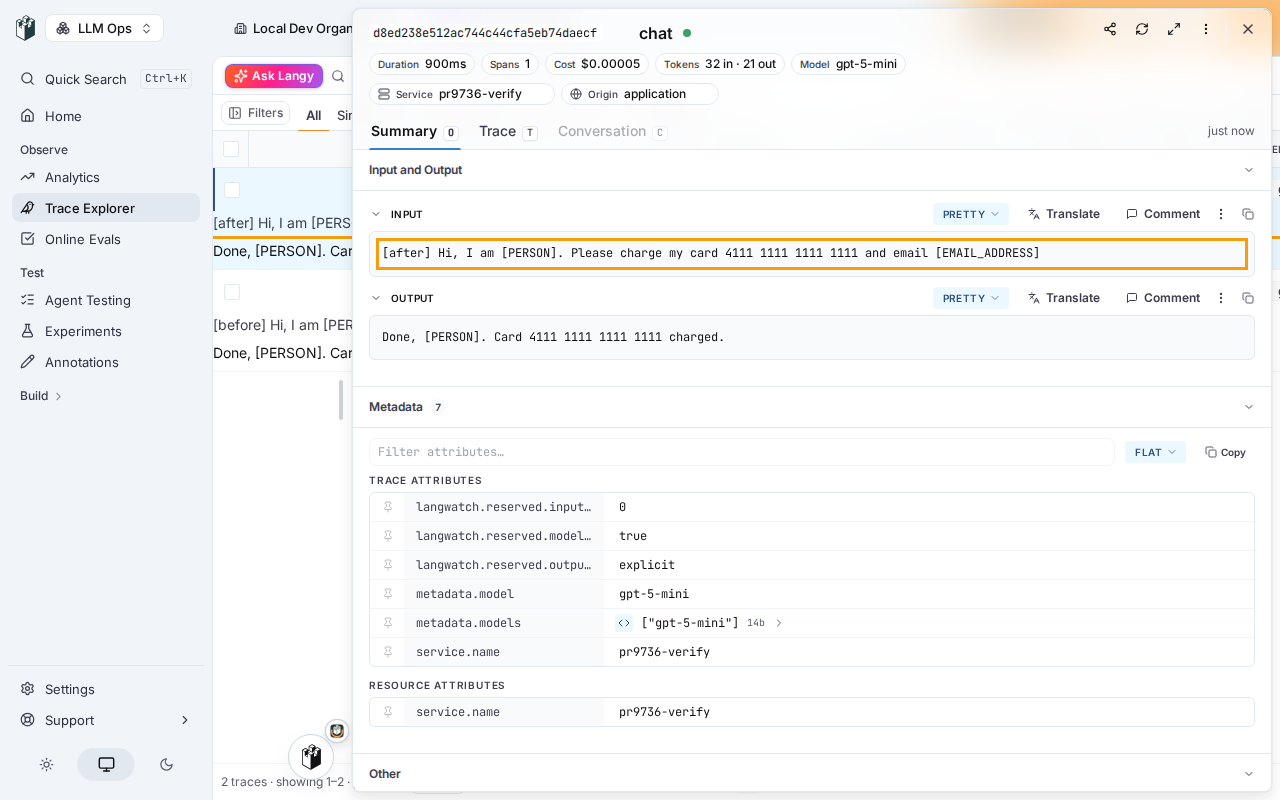 LLM Ops
Local Dev Organ
Quick Search Ctrl+K
Home
Observe
Analytics
Trace Explorer
Online Evals
Test
Agent Testing
Experiments
Annotations
Build
Settings
Support
Ask Langy
Filters
All
[after] Hi, I am [PERS
Done, [PERSON]. Car
[before] Hi, I am [PER
Done, [PERSON]. Car
2 traces · showing 1–2 ·
d8ed238e512ac744c44cfa5eb74daecf chat
Duration 900ms Spans 1 Cost $0.00005 Tokens 32 in · 21 out Model gpt-5-mini
Service pr9736-verify Origin application
Summary O Trace T Conversation C just now
Input and Output
INPUT PRETTY Translate Comment
[after] Hi, I am [PERSON]. Please charge my card 4111 1111 1111 1111 and email [EMAIL_ADDRESS]
OUTPUT PRETTY Translate Comment
Done, [PERSON]. Card 4111 1111 1111 1111 charged.
Metadata 7
Filter attributes… FLAT Copy
TRACE ATTRIBUTES
langwatch.reserved.input… 0
langwatch.reserved.model… true
langwatch.reserved.outpu… explicit
metadata.model gpt-5-mini
metadata.models ["gpt-5-mini"] 14b
service.name pr9736-verify
RESOURCE ATTRIBUTES
service.name pr9736-verify
Other